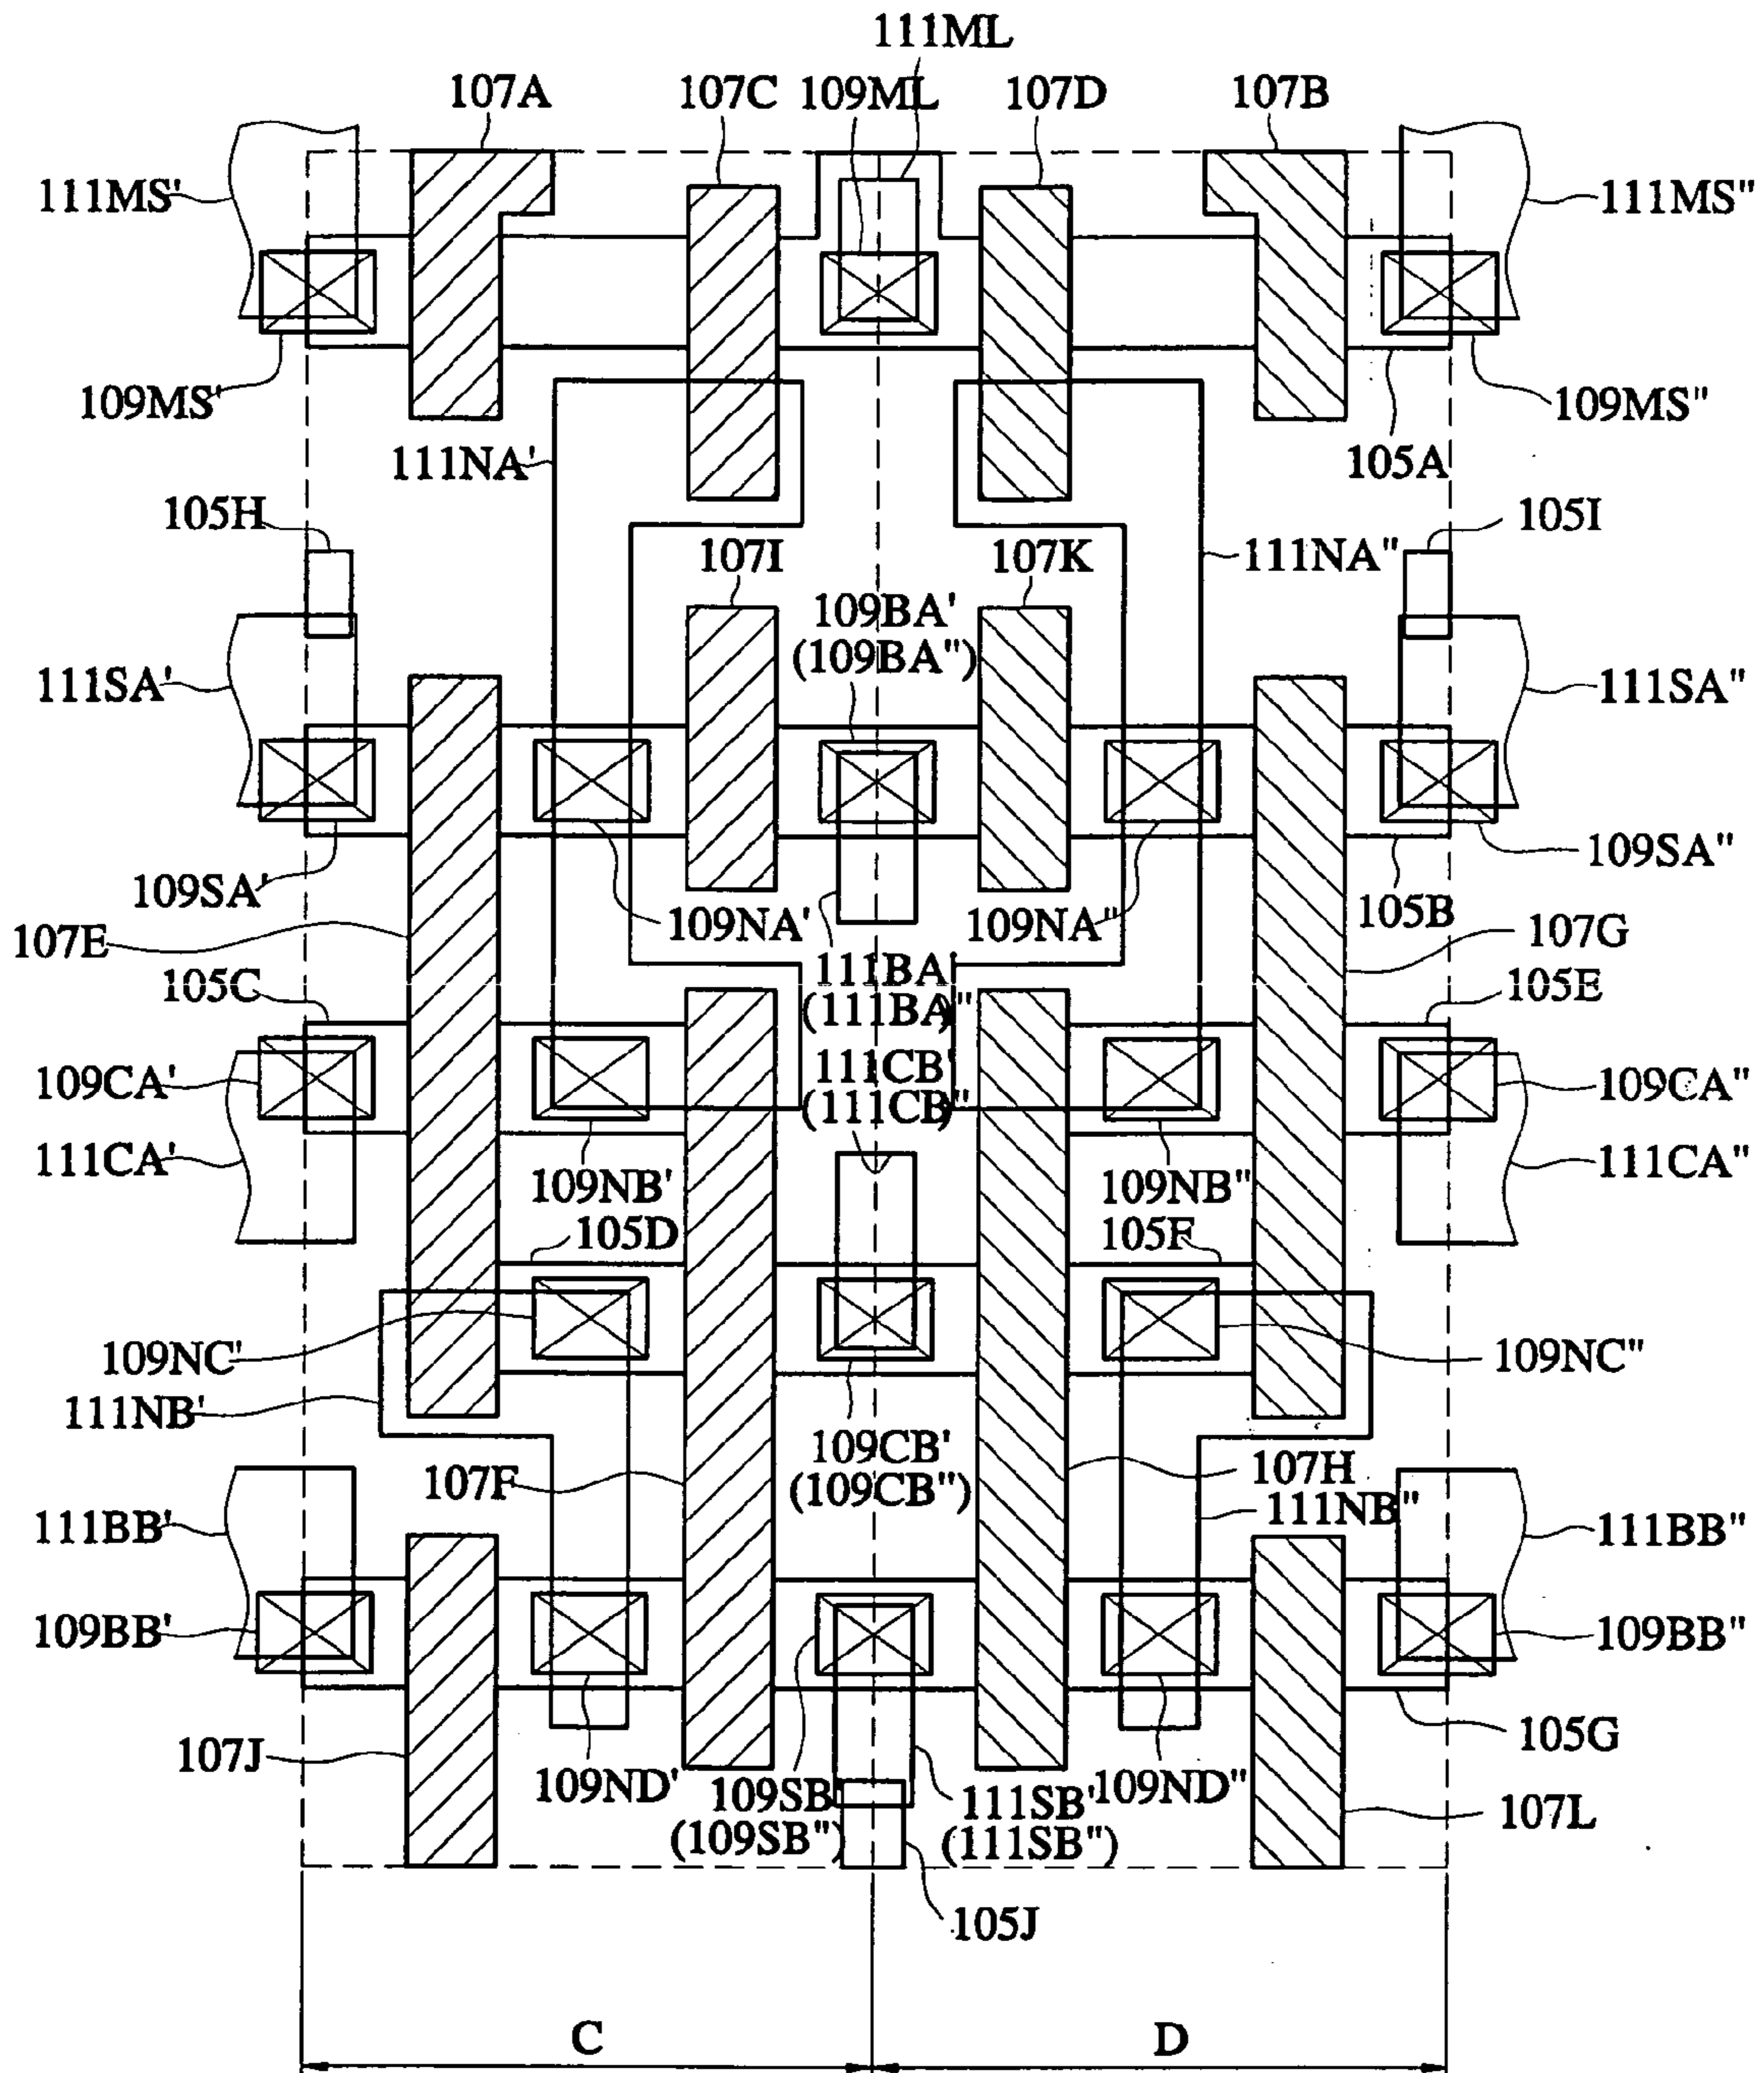 111ML
107A 107C 109ML 107D 107B
111MS' 111MS"
109MS' 109MS"
111NA' 105A
105H 105I
107I 107K 111NA"
109BA'
(109BA")
111SA' 111SA"
109SA' 109SA"
109NA' 109NA" 105B
107E 107G
111BA
105C (111BA)" 105E
111CB'
109CA' (111CB)" 109CA"
111CA' 111CA"
109NB' 109NB"
105D 105F
109NC' 109NC"
111NB'
109CB'
107F (109CB") 107H
111NB"
111BB' 111BB"
109BB' 109BB"
105G
107J 109ND' 109SB 111SB' 109ND" 107L
(109SB") (111SB")
105J
C D